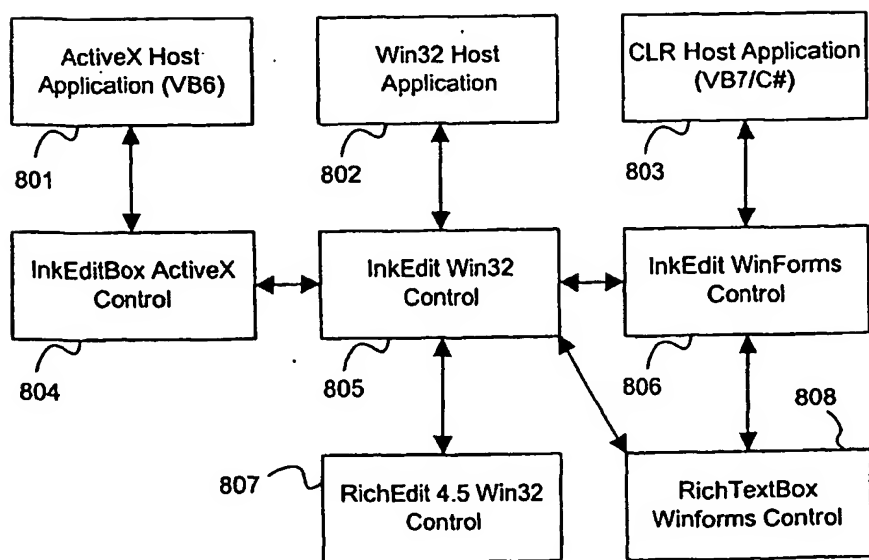 ActiveX Host
Application (VB6)
Win32 Host
Application
CLR Host Application
(VB7/C#)
801
802
803
InkEditBox ActiveX
Control
InkEdit Win32
Control
InkEdit WinForms
Control
804
805
806
808
807
RichEdit 4.5 Win32
Control
RichTextBox
Winforms Control